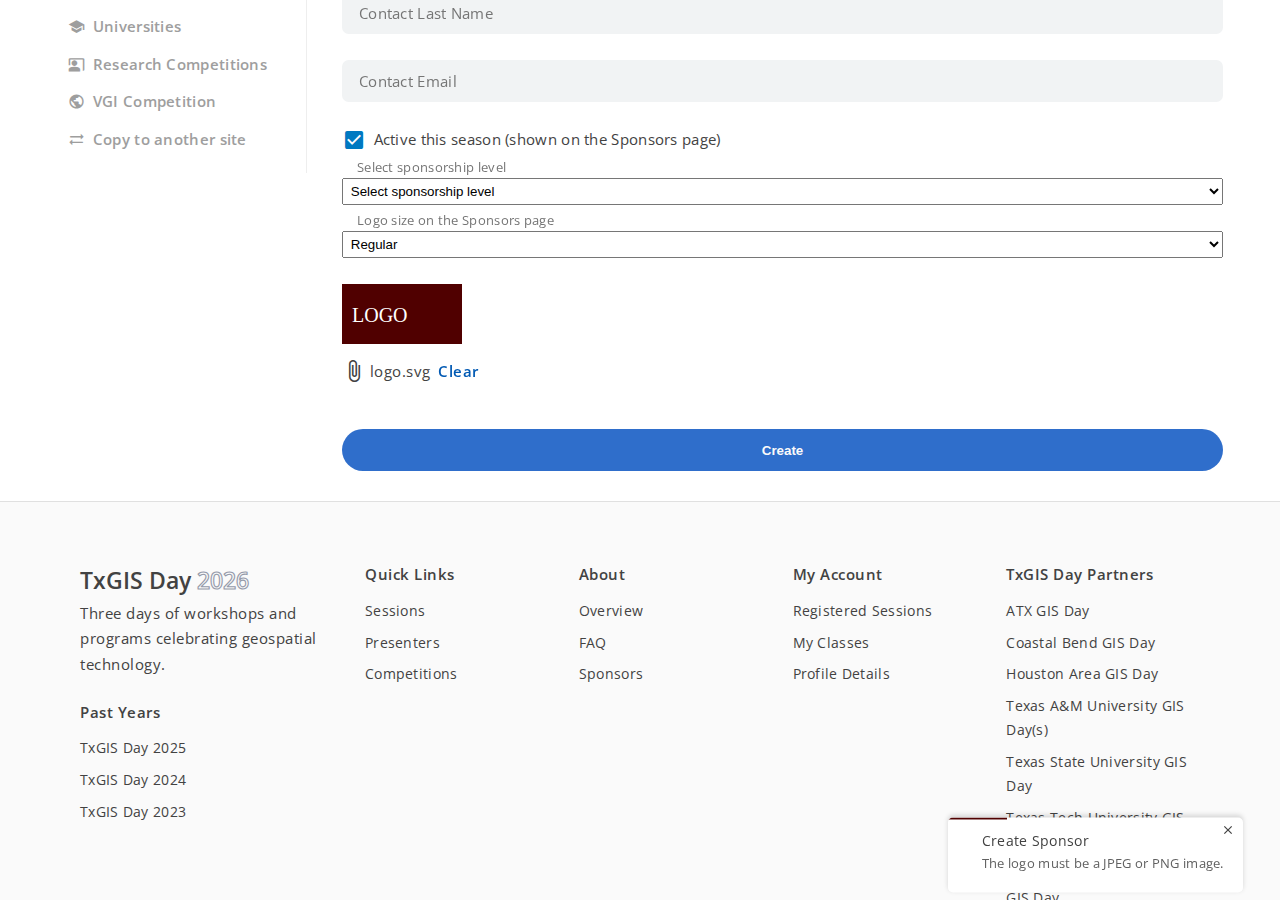 Universities
Research Competitions
VGI Competition
Copy to another site
Contact Last Name
Contact Email
Active this season (shown on the Sponsors page)
Select sponsorship level
Select sponsorship level
Logo size on the Sponsors page
Regular
LOGO
logo.svg Clear
Create
TxGIS Day 2026
Three days of workshops and
programs celebrating geospatial
technology.
Past Years
TxGIS Day 2025
TxGIS Day 2024
TxGIS Day 2023
Quick Links
Sessions
Presenters
Competitions
About
Overview
FAQ
Sponsors
My Account
Registered Sessions
My Classes
Profile Details
TxGIS Day Partners
ATX GIS Day
Coastal Bend GIS Day
Houston Area GIS Day
Texas A&M University GIS
Day(s)
Texas State University GIS
Day
Texas Tech University GIS
GIS Day
Create Sponsor
The logo must be a JPEG or PNG image.